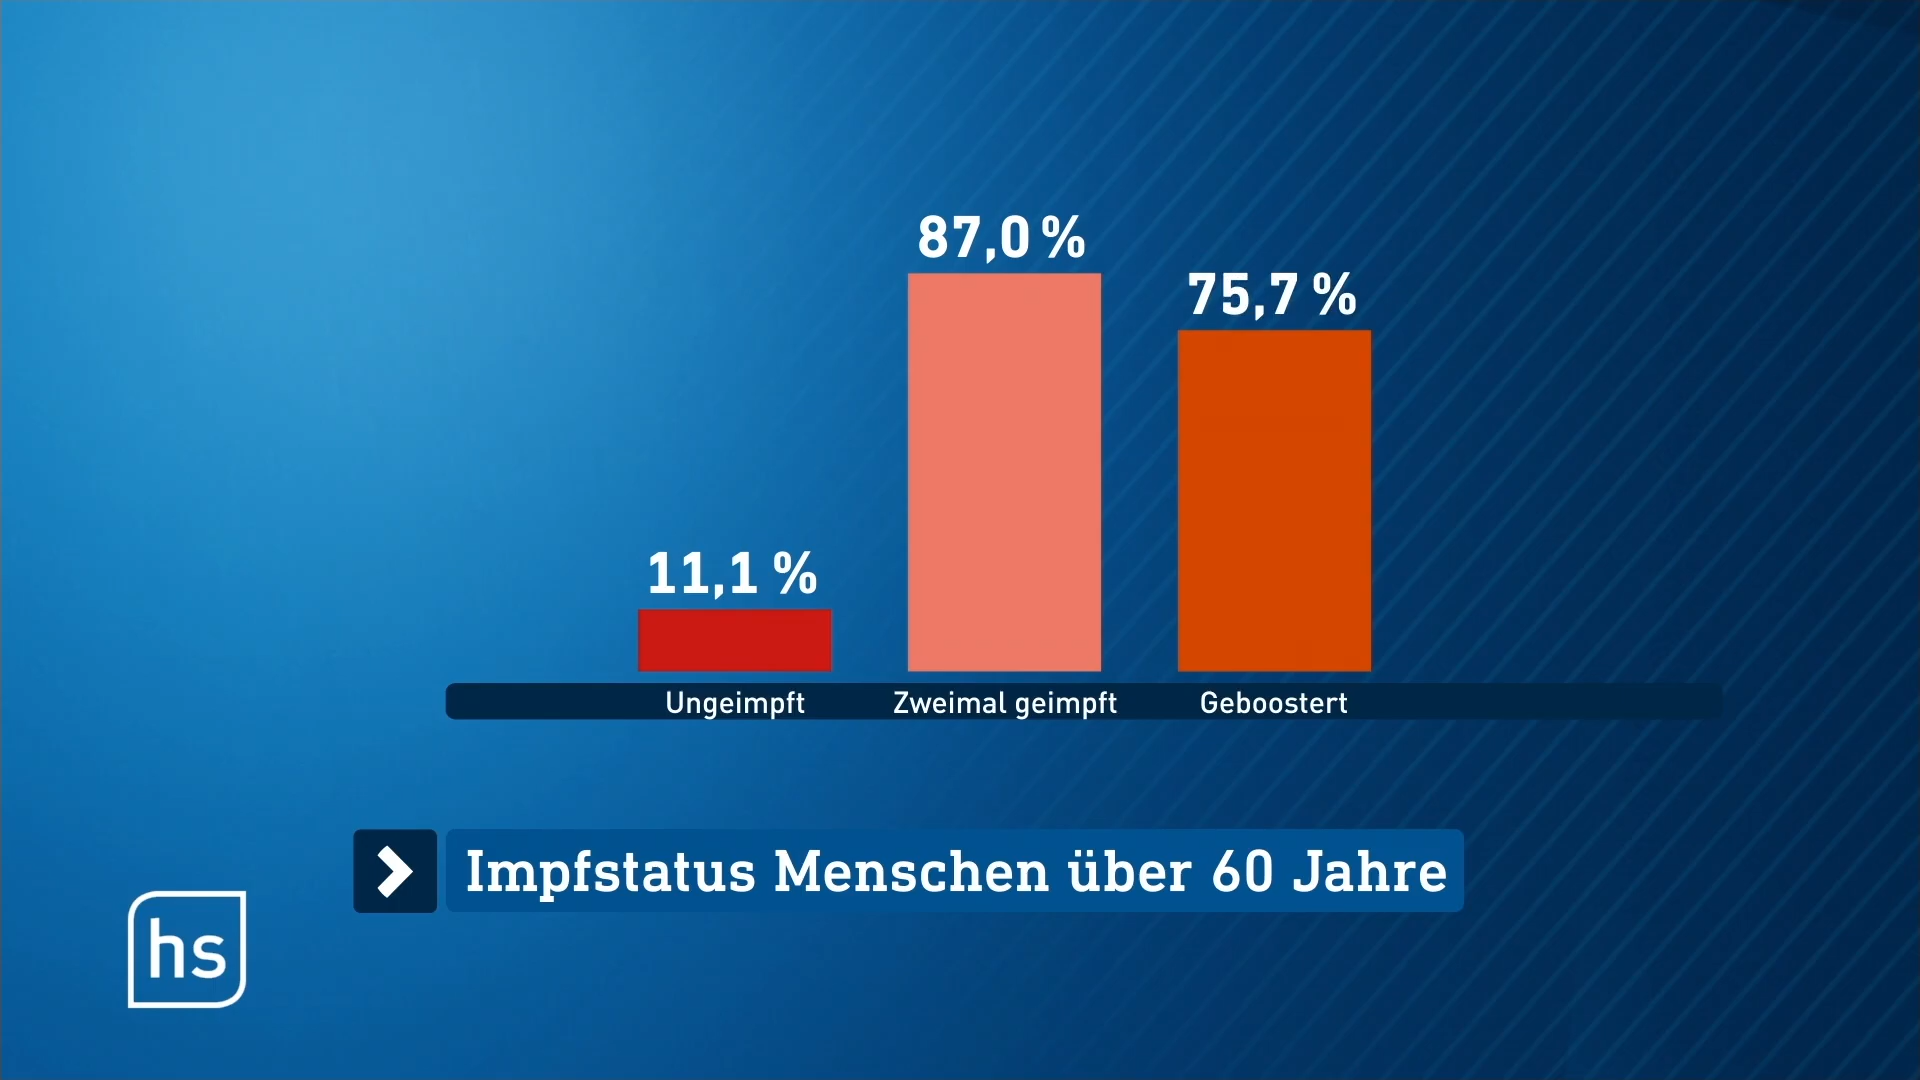 87,0 %
75,7 %
11,1 %
Ungeimpft Zweimal geimpft Geboostert
Impfstatus Menschen über 60 Jahre
hs